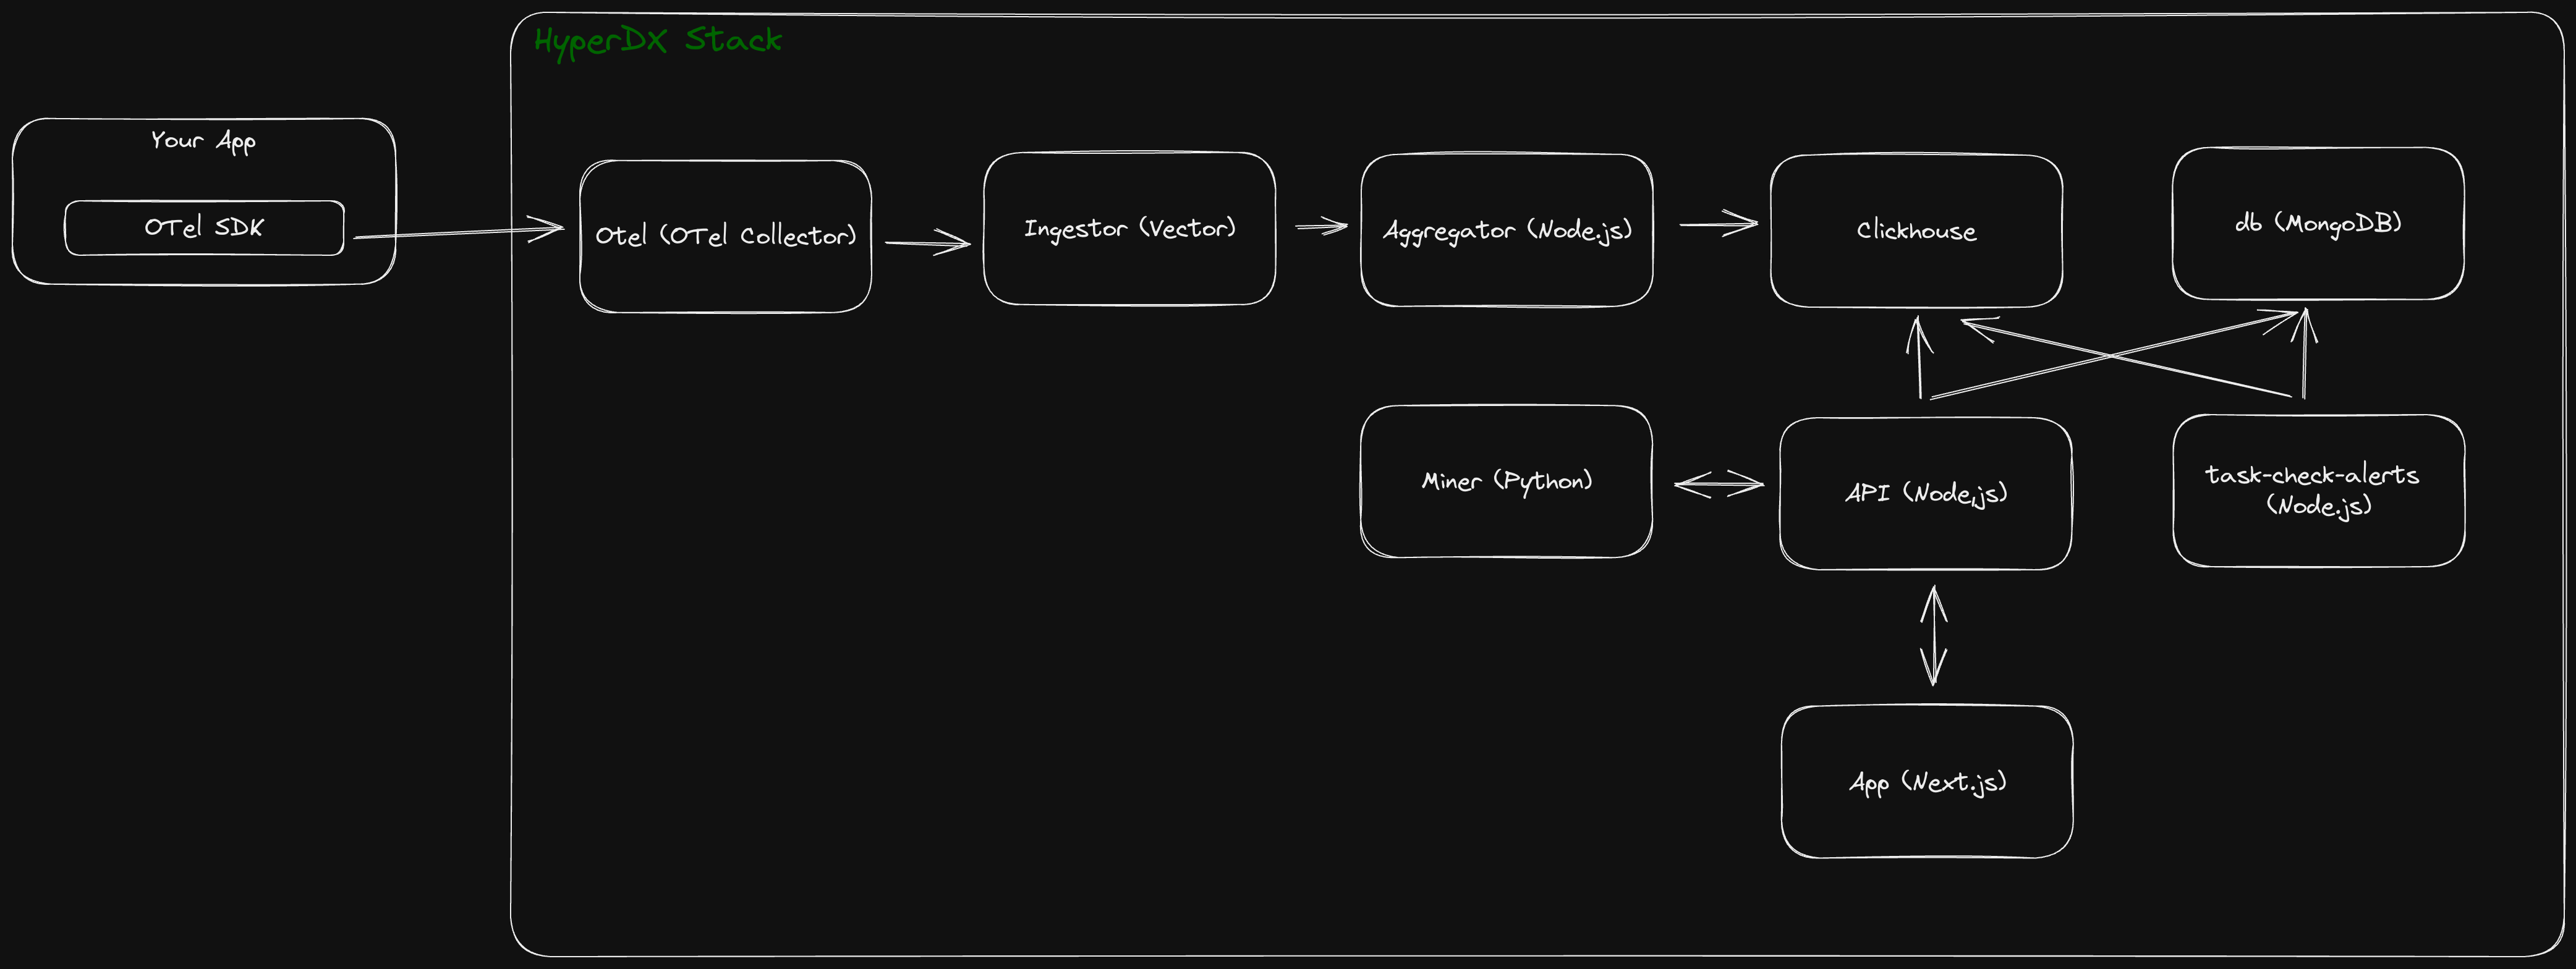 HyperDX Stack
Your App
OTel SDK
Otel (OTel Collector)
Ingestor (Vector)
Aggregator (Node.js)
Clickhouse
db (MongoDB)
Miner (Python)
API (Node,js)
task-check-alerts
(Node.js)
App (Next.js)